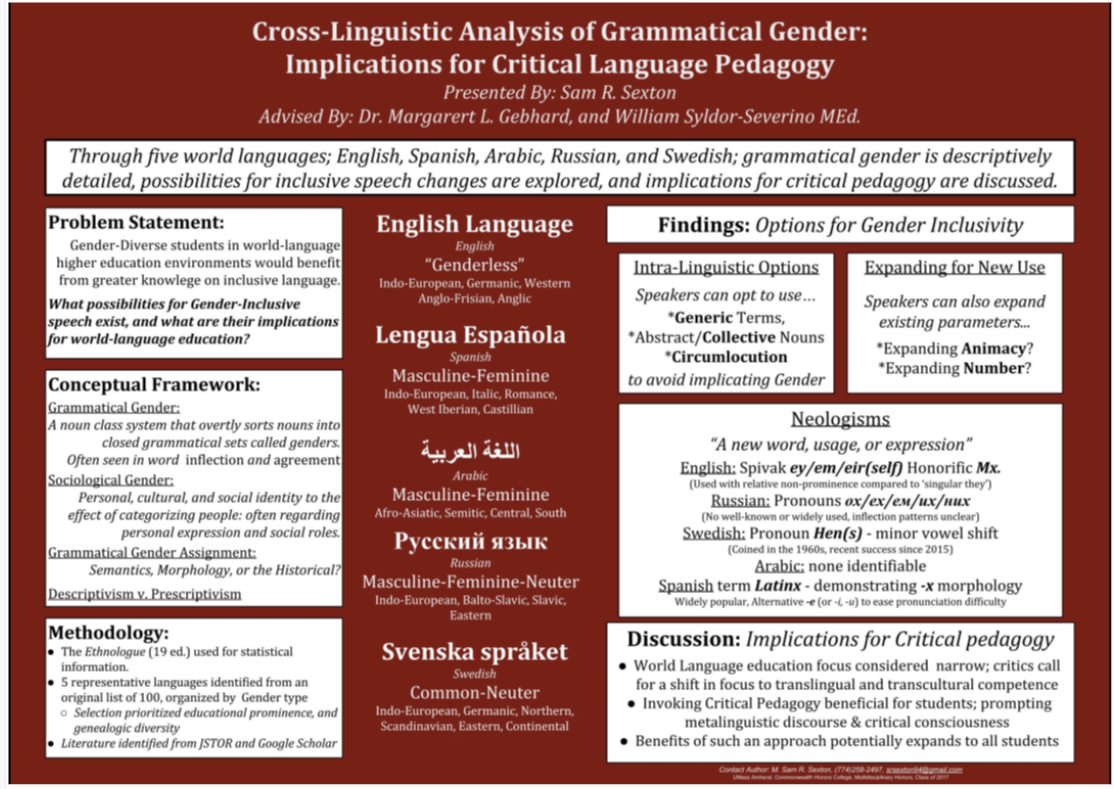 Cross-Linguistic Analysis of Grammatical Gender:
Implications for Critical Language Pedagogy
Presented By: Sam R. Sexton
Advised By: Dr. Margarert L. Gebhard, and William Syldor-Severino MEd.
Through five world languages; English, Spanish, Arabic, Russian, and Swedish; grammatical gender is descriptively
detailed, possibilities for inclusive speech changes are explored, and implications for critical pedagogy are discussed.
Problem Statement:
Gender-Diverse students in world-language
higher education environments would benefit
from greater knowlege on inclusive language.
What possibilities for Gender-Inclusive
speech exist, and what are their implications
for world-language education?
Conceptual Framework:
Grammatical Gender:
A noun class system that overtly sorts nouns into
closed grammatical sets called genders.
Often seen in word inflection and agreement
Sociological Gender:
Personal, cultural, and social identity to the
effect of categorizing people: often regarding
personal expression and social roles.
Grammatical Gender Assignment:
Semantics, Morphology, or the Historical?
Descriptivism v. Prescriptivism
Methodology:
● The Ethnologue (19 ed.) used for statistical
information.
● 5 representative languages identified from an
original list of 100, organized by Gender type
○ Selection prioritized educational prominence, and
genealogic diversity
● Literature identified from JSTOR and Google Scholar
English Language
English
“Genderless”
Indo-European, Germanic, Western
Anglo-Frisian, Anglic
Lengua Española
Spanish
Masculine-Feminine
Indo-European, Italic, Romance,
West Iberian, Castillian
اللغة العربية
Arabic
Masculine-Feminine
Afro-Asiatic, Semitic, Central, South
Русский язык
Russian
Masculine-Feminine-Neuter
Indo-European, Balto-Slavic, Slavic,
Eastern
Svenska språket
Swedish
Common-Neuter
Indo-European, Germanic, Northern,
Scandinavian, Eastern, Continental
Findings: Options for Gender Inclusivity
Intra-Linguistic Options
Speakers can opt to use…
*Generic Terms,
*Abstract/Collective Nouns
*Circumlocution
to avoid implicating Gender
Expanding for New Use
Speakers can also expand
existing parameters...
*Expanding Animacy?
*Expanding Number?
Neologisms
“A new word, usage, or expression”
English: Spivak ey/em/eir(self) Honorific Mx.
(Used with relative non-prominence compared to 'singular they')
Russian: Pronouns ох/ех/ем/их/них
(No well-known or widely used, inflection patterns unclear)
Swedish: Pronoun Hen(s) - minor vowel shift
(Coined in the 1960s, recent success since 2015)
Arabic: none identifiable
Spanish term Latinx - demonstrating -x morphology
Widely popular, Alternative -e (or -i, -u) to ease pronunciation difficulty
Discussion: Implications for Critical pedagogy
● World Language education focus considered narrow; critics call
for a shift in focus to translingual and transcultural competence
● Invoking Critical Pedagogy beneficial for students; prompting
metalinguistic discourse & critical consciousness
● Benefits of such an approach potentially expands to all students
Contact Author: M. Sam R. Sexton, (774)258-2497, srsexton94@gmail.com
UMass Amherst, Commonwealth Honors College, Multidisciplinary Honors, Class of 2017